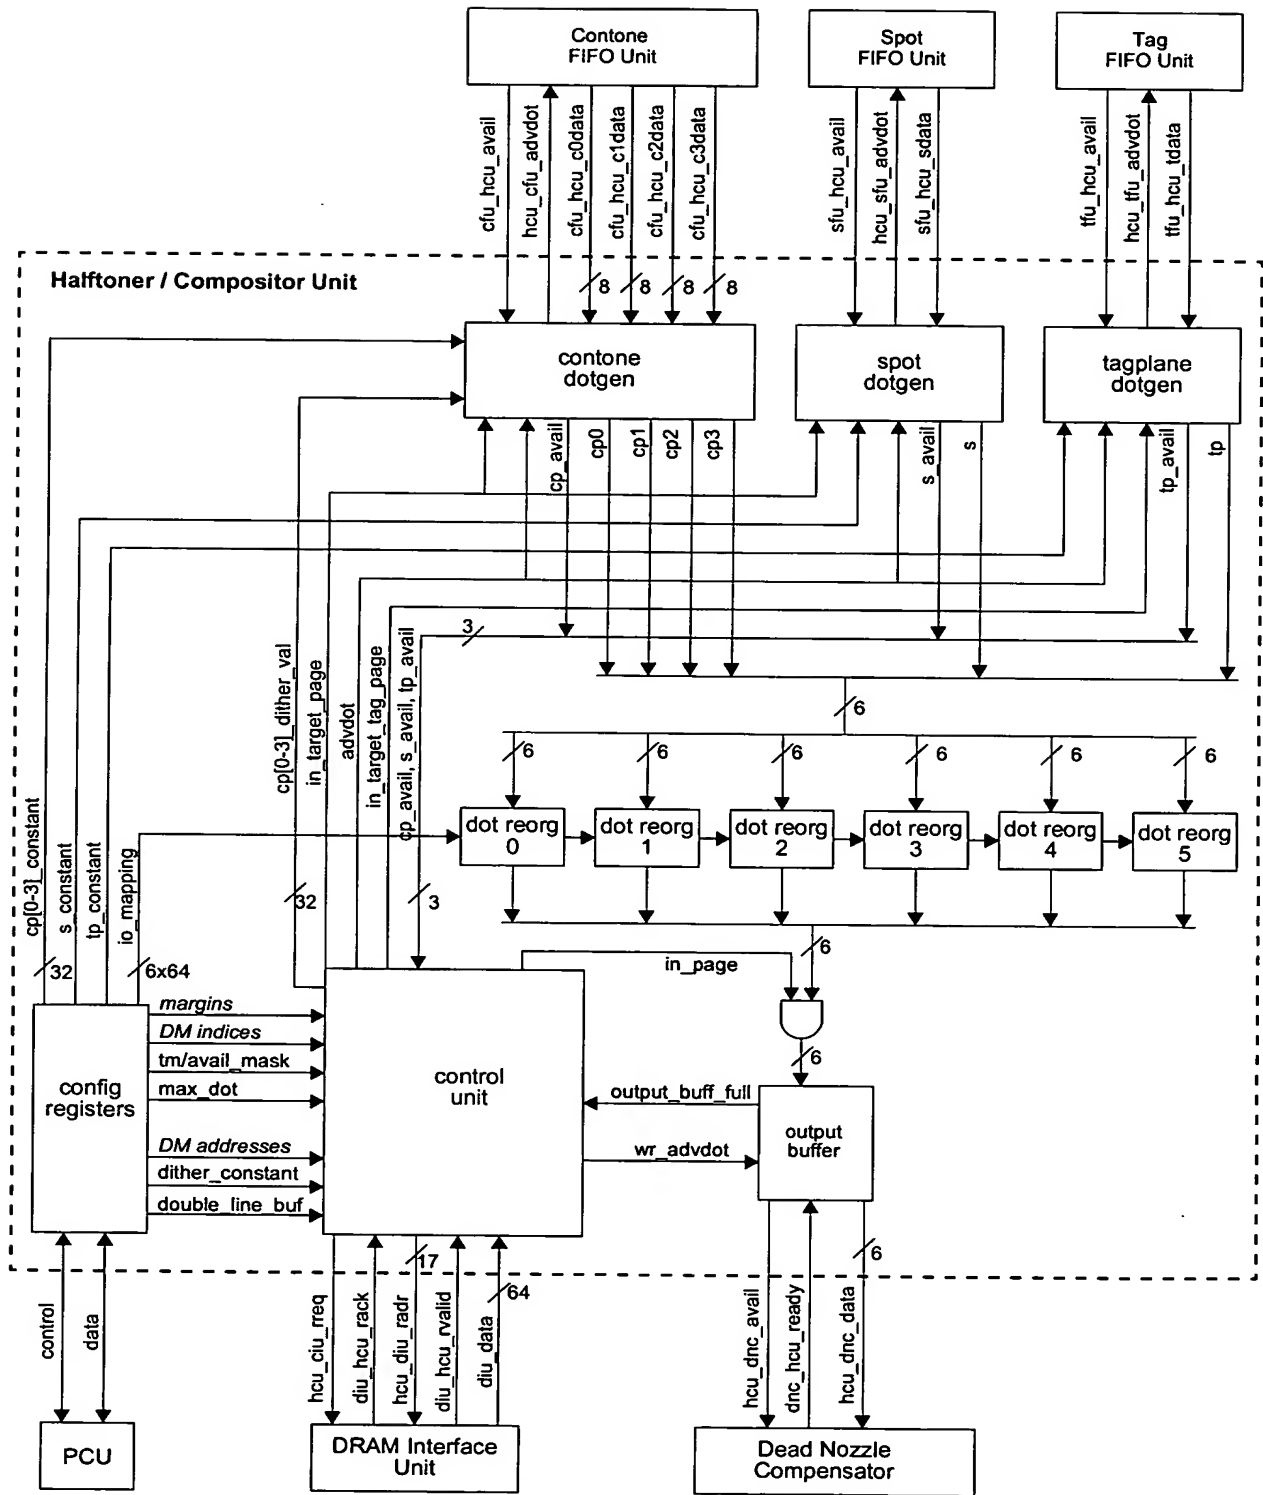 Contone
FIFO Unit
Spot
FIFO Unit
Tag
FIFO Unit
cfu_hcu_avail
hcu_cfu_advdot
cfu_hcu_c0data
cfu_hcu_c1data
cfu_hcu_c2data
cfu_hcu_c3data
sfu_hcu_avail
hcu_sfu_advdot
sfu_hcu_sdata
tfu_hcu_avail
hcu_tfu_advdot
tfu_hcu_tdata
Halftoner / Compositor Unit
8
8
8
8
contone
dotgen
spot
dotgen
tagplane
dotgen
cp_avail
cp0
cp1
cp2
cp3
s_avail
s
tp_avail
tp
3
cp[0-3]_constant
s_constant
tp_constant
io_mapping
cp[0-3]_dither_val
in_target_page
advdot
in_target_tag_page
cp_avail, s_avail, tp_avail
6
6
6
6
6
6
6
dot reorg
0
dot reorg
1
dot reorg
2
dot reorg
3
dot reorg
4
dot reorg
5
32
3
6
in_page
32
6x64
margins
DM indices
tm/avail_mask
max_dot
DM addresses
dither_constant
double_line_buf
config
registers
control
unit
6
output_buff_full
wr_advdot
output
buffer
17
64
6
control
data
hcu_ciu_rreq
diu_hcu_rack
hcu_diu_radr
diu_hcu_rvalid
diu_data
hcu_dnc_avail
dnc_hcu_ready
hcu_dnc_data
PCU
DRAM Interface
Unit
Dead Nozzle
Compensator